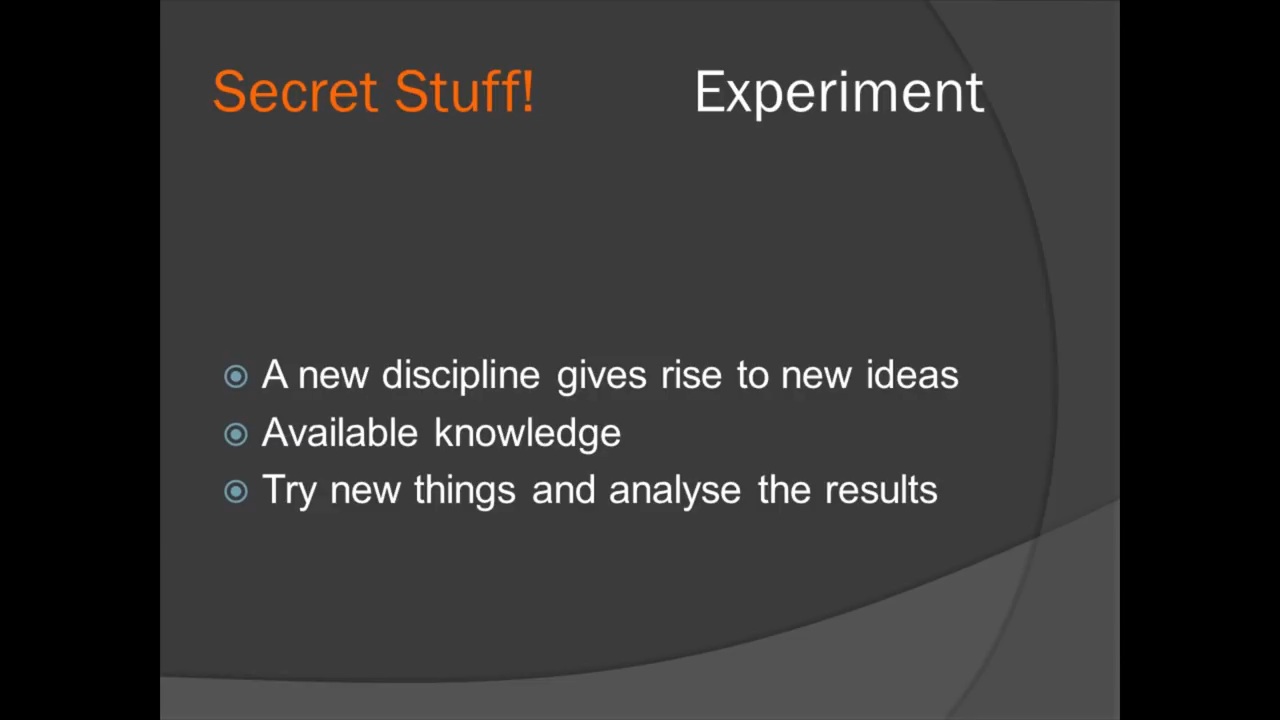 Secret Stuff! Experiment
A new discipline gives rise to new ideas
Available knowledge
Try new things and analyse the results